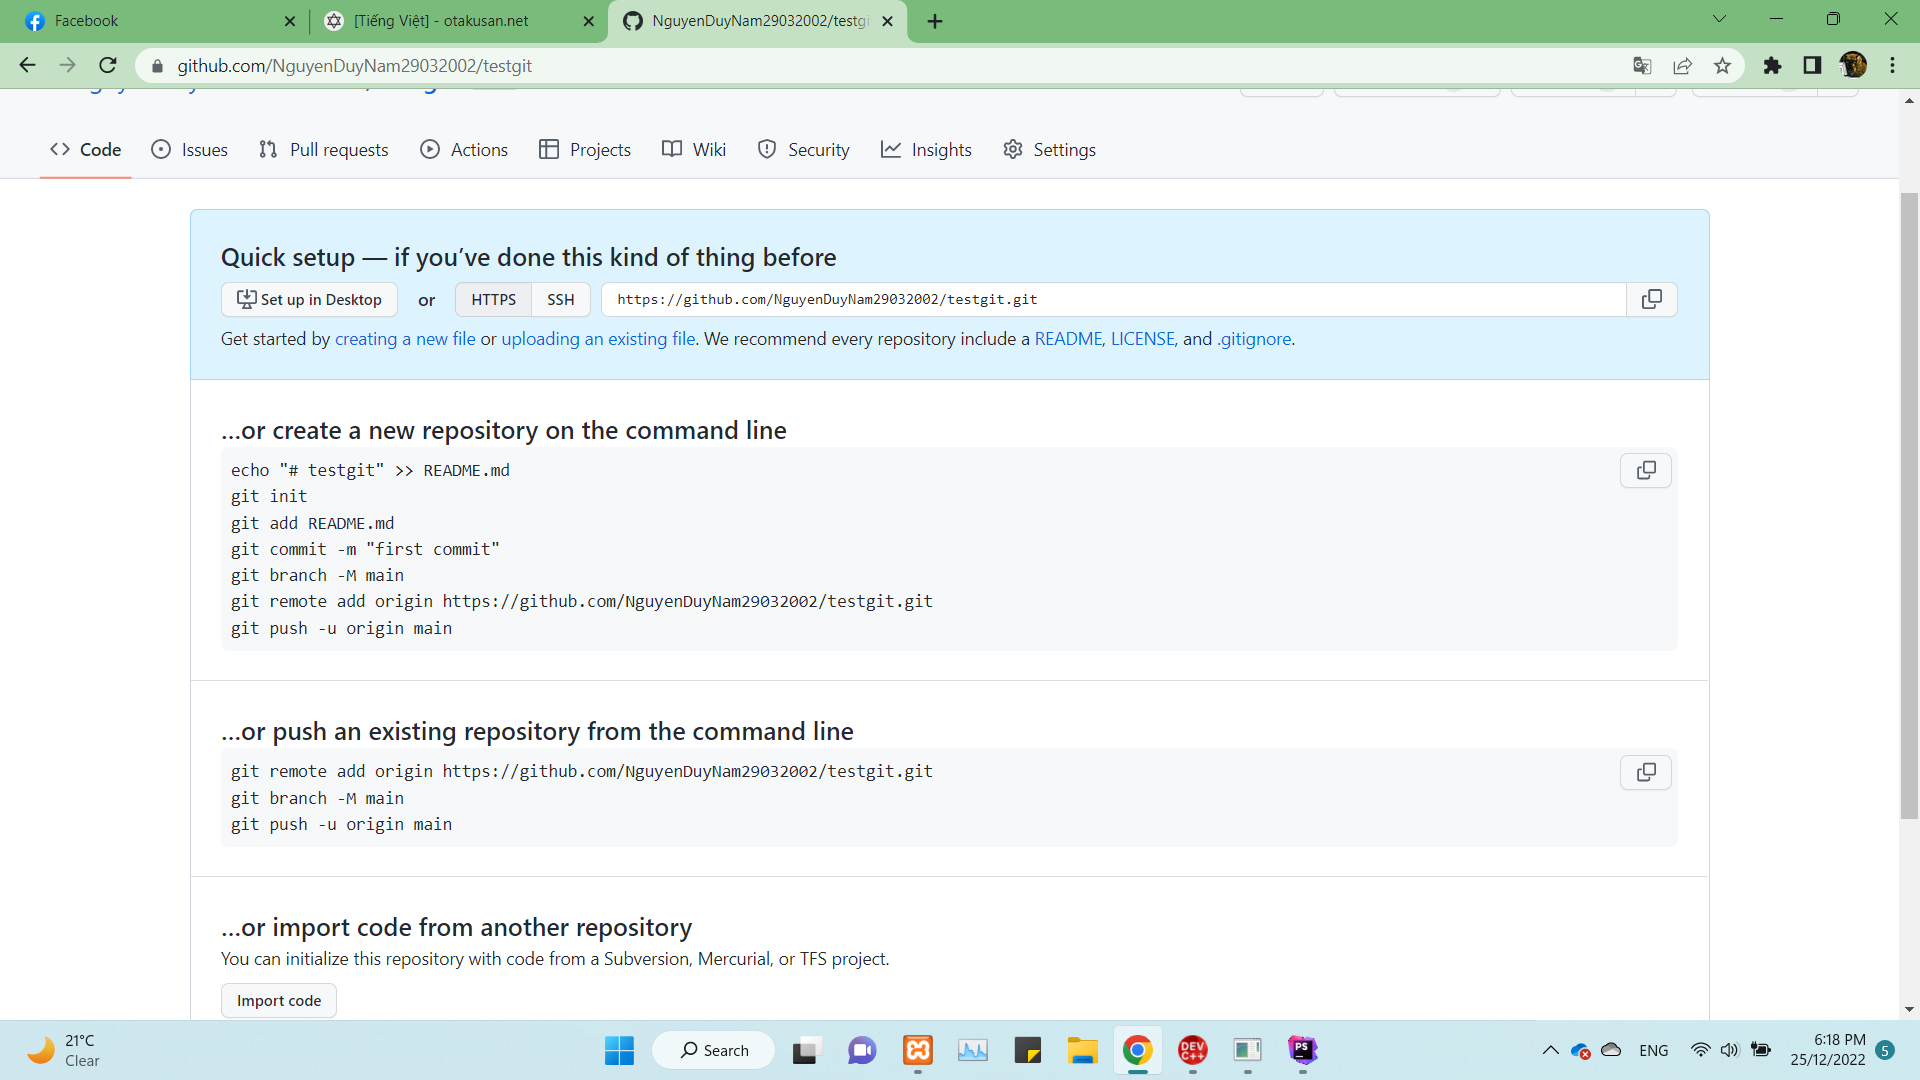 Facebook
[Tiếng Việt] - otakusan.net
NguyenDuyNam29032002/testgi
github.com/NguyenDuyNam29032002/testgit
Code
Issues
Pull requests
Actions
Projects
Wiki
Security
Insights
Settings
Quick setup — if you’ve done this kind of thing before
Set up in Desktop
or
HTTPS
SSH
https://github.com/NguyenDuyNam29032002/testgit.git
Get started by creating a new file or uploading an existing file. We recommend every repository include a README, LICENSE, and .gitignore.
…or create a new repository on the command line
echo "# testgit" >> README.md
git init
git add README.md
git commit -m "first commit"
git branch -M main
git remote add origin https://github.com/NguyenDuyNam29032002/testgit.git
git push -u origin main
…or push an existing repository from the command line
git remote add origin https://github.com/NguyenDuyNam29032002/testgit.git
git branch -M main
git push -u origin main
…or import code from another repository
You can initialize this repository with code from a Subversion, Mercurial, or TFS project.
Import code
21°C
Clear
Search
DEV
C++
PS
ENG
6:18 PM
25/12/2022
5